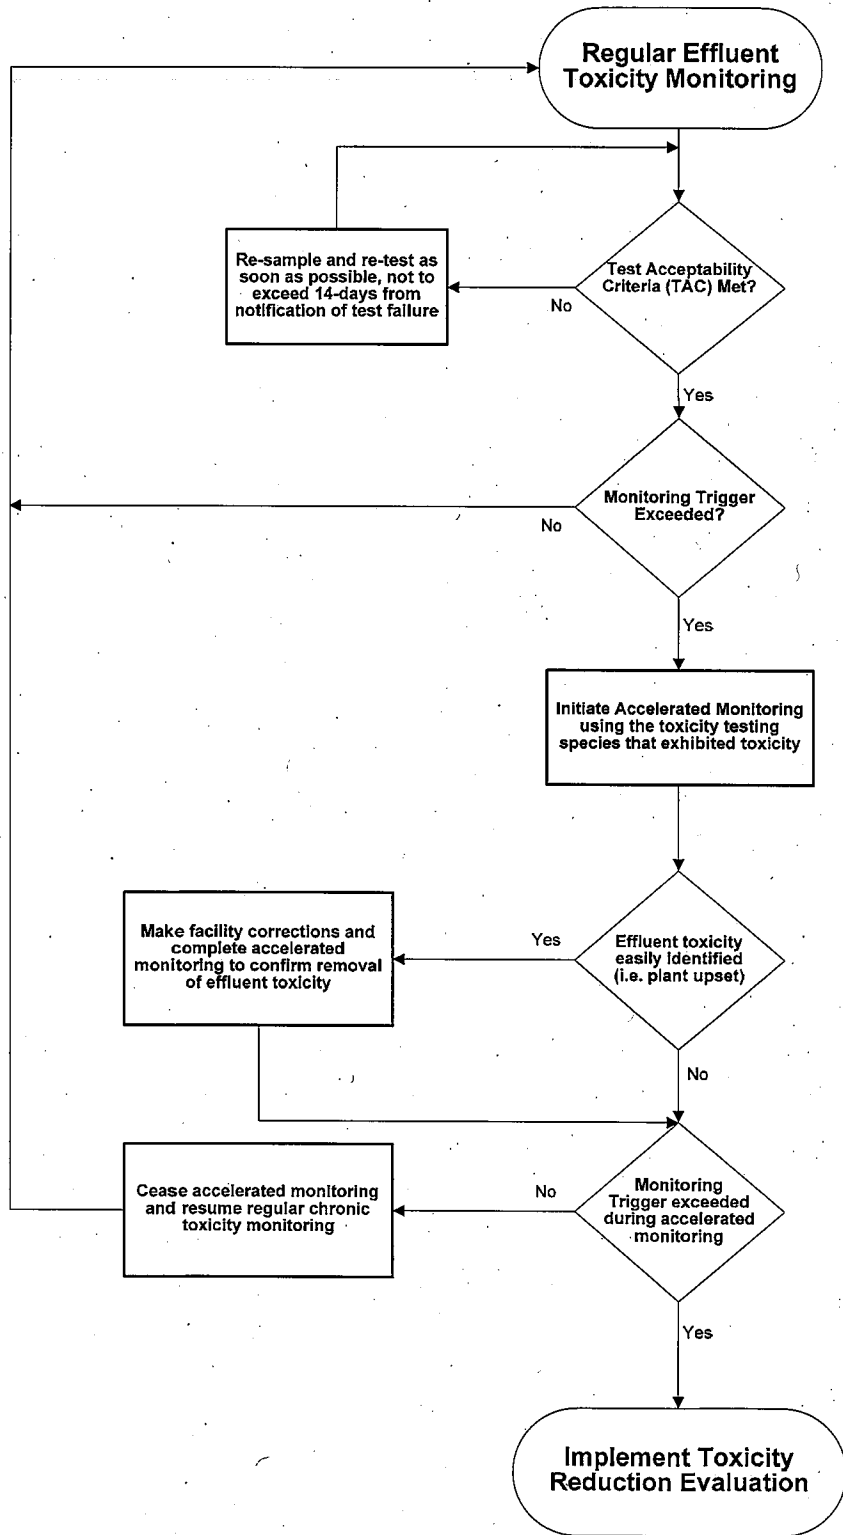 Regular Effluent
Toxicity Monitoring
Re-sample and re-test as
soon as possible, not to
exceed 14-days from
notification of test failure
Test Acceptability
Criteria (TAC) Met?
No
Yes
Monitoring Trigger
Exceeded?
No
Yes
Initiate Accelerated Monitoring
using the toxicity testing
species that exhibited toxicity
Make facility corrections and
complete accelerated
monitoring to confirm removal
of effluent toxicity
Yes
Effluent toxicity
easily identified
(i.e. plant upset)
No
Cease accelerated monitoring
and resume regular chronic
toxicity monitoring
No
Monitoring
Trigger exceeded
during accelerated
monitoring
Yes
Implement Toxicity
Reduction Evaluation